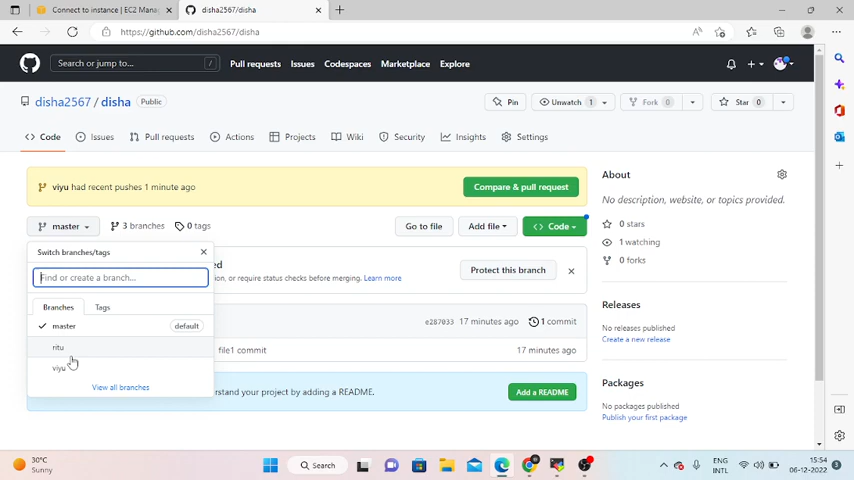 Connect to instance | EC2 Manag
disha2567/disha
https://github.com/disha2567/disha
Search or jump to...
/
Pull requests
Issues
Codespaces
Marketplace
Explore
disha2567 / disha
Public
Pin
Unwatch 1
Fork 0
Star 0
Code
Issues
Pull requests
Actions
Projects
Wiki
Security
Insights
Settings
viyu had recent pushes 1 minute ago
Compare & pull request
About
No description, website, or topics provided.
0 stars
1 watching
0 forks
master
3 branches
0 tags
Go to file
Add file
Code
Switch branches/tags
Find or create a branch...
Branches
Tags
master
default
ritu
viyu
View all branches
ed
ion, or require status checks before merging. Learn more
Protect this branch
e287033 17 minutes ago
1 commit
file1 commit
17 minutes ago
erstand your project by adding a README.
Add a README
Releases
No releases published
Create a new release
Packages
No packages published
Publish your first package
30°C
Sunny
Search
ENG
INTL
15:54
06-12-2022
3